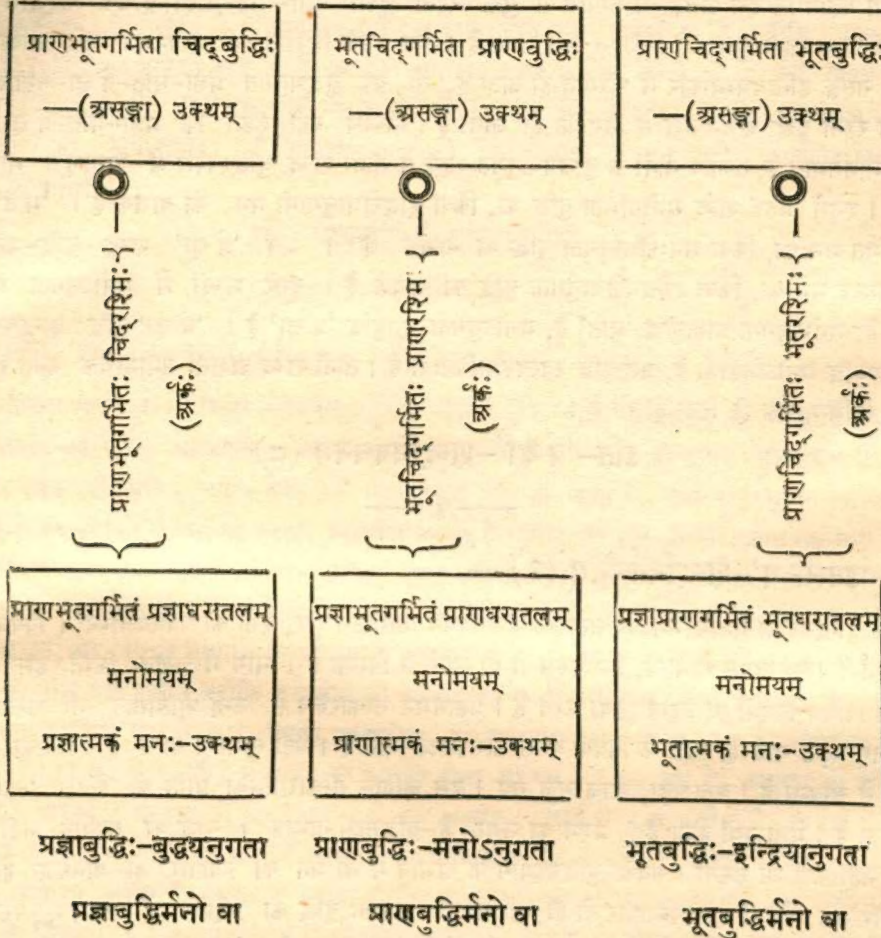 प्राणभूतगर्भिता चिद्‌बुद्धिः
—(असङ्गा) उक्थम्
भूतचिद्‌गर्भिता प्राणबुद्धिः
—(असङ्गा) उक्थम्
प्राणचिद्‌गर्भिता भूतबुद्धिः
—(असङ्गा) उक्थम्
प्राणभूतगर्भितः चिद्‌रश्मिः
(अर्कः)
भूतचिद्‌गर्भितः प्राणरश्मिः
(अर्कः)
प्राणचिद्‌गर्भितः भूतरश्मिः
(अर्कः)
प्राणभूतगर्भितं प्रज्ञाधरातलम्
मनोमयम्
प्रज्ञात्मकं मनः-उक्थम्
प्रज्ञाभूतगर्भितं प्राणधरातलम्
मनोमयम्
प्राणात्मकं मनः-उक्थम्
प्रज्ञाप्राणगर्भितं भूतधरातलम्
मनोमयम्
भूतात्मकं मनः-उक्थम्
प्रज्ञाबुद्धिः-बुद्ध्यनुगता
प्रज्ञाबुद्धिर्मनो वा
प्राणबुद्धिः-मनोऽनुगता
प्राणबुद्धिर्मनो वा
भूतबुद्धिः-इन्द्रियानुगता
भूतबुद्धिर्मनो वा